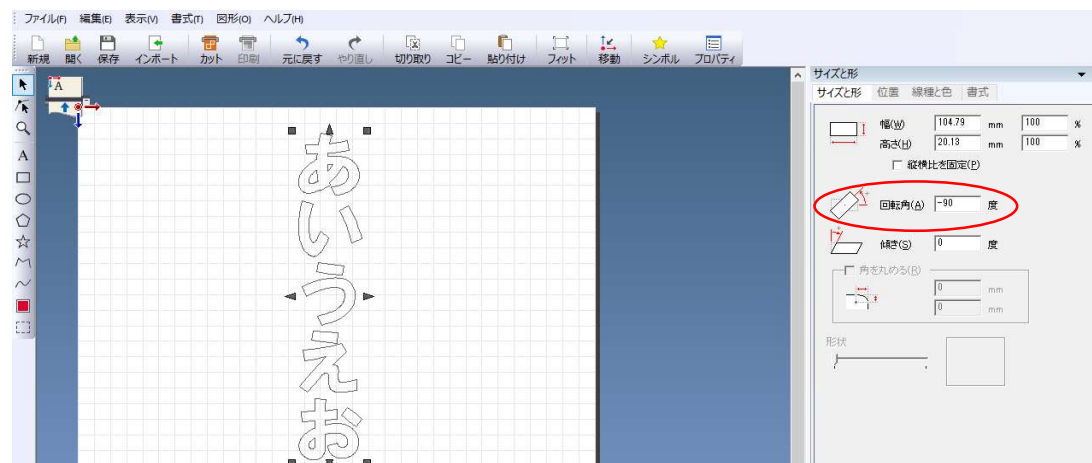 ファイル(F) 編集(E) 表示(V) 書式(T) 図形(O) ヘルプ(H)
新規 開く 保存 インポート カット 印刷 元に戻す やり直し 切り取り コピー 貼り付け フィット 移動 シンボル プロパティ
サイズと形
サイズと形 位置 線種と色 書式
幅(W) 104.79 mm 100 %
高さ(H) 20.13 mm 100 %
縦横比を固定(P)
回転角(A) -90 度
傾き(S) 0 度
角を丸める(R)
0 mm
0 mm
形状
A
A
あ
い
う
え
お